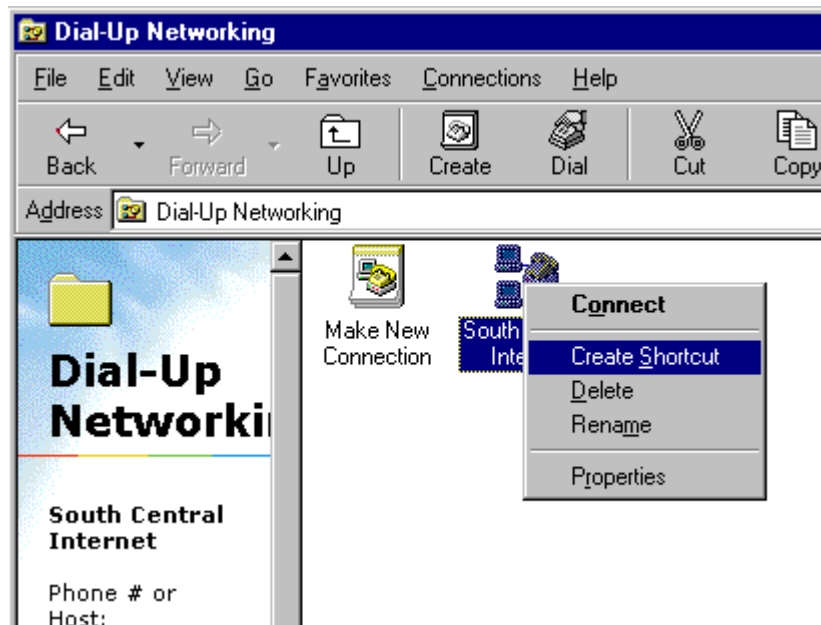 Dial-Up Networking
File Edit View Go Favorites Connections Help
Back Forward Up Create Dial Cut Copy
Address Dial-Up Networking
Make New
Connection
South
Inte
Connect
Create Shortcut
Delete
Rename
Properties
Dial-Up
Networki
South Central
Internet
Phone # or
Host: